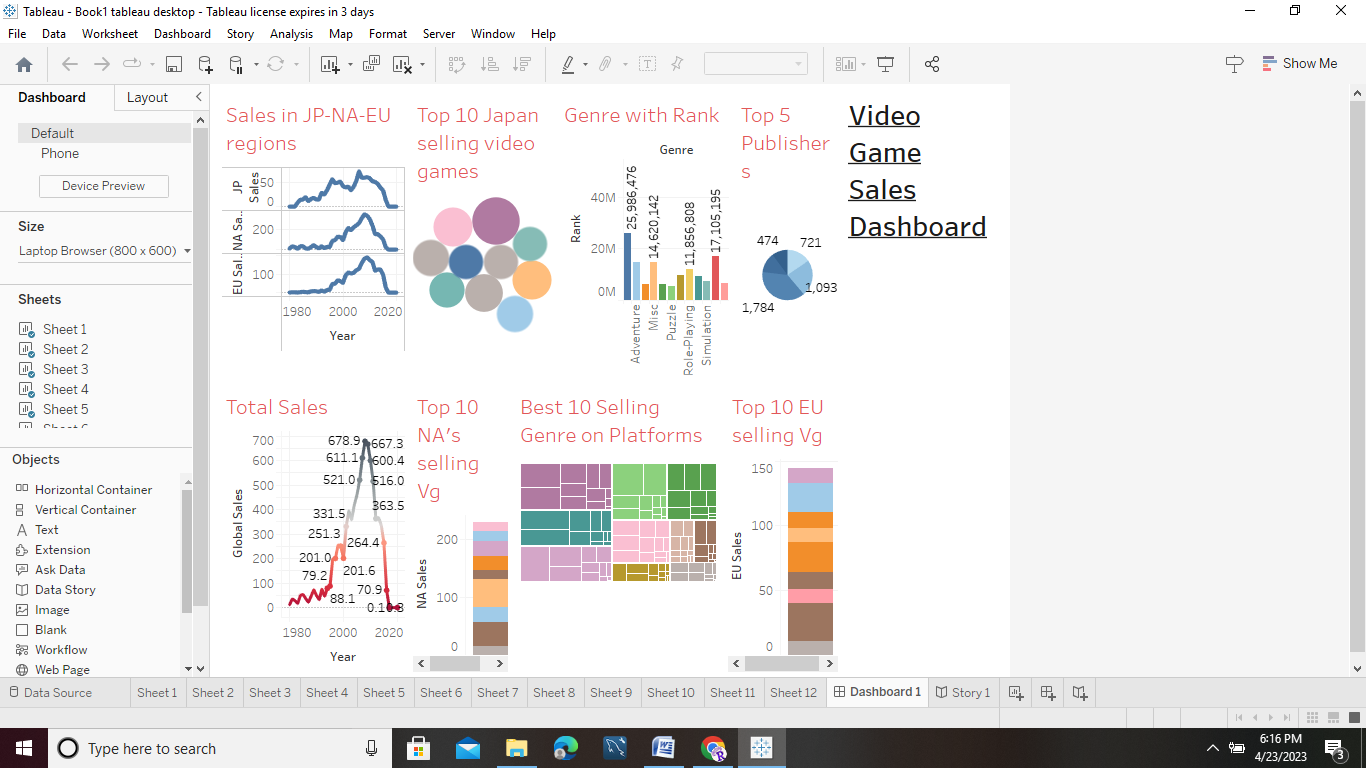 Tableau - Book1 tableau desktop - Tableau license expires in 3 days
File Data Worksheet Dashboard Story Analysis Map Format Server Window Help
Show Me
Dashboard Layout
Default
Phone
Device Preview
Size
Laptop Browser (800 x 600)
Sheets
Sheet 1
Sheet 2
Sheet 3
Sheet 4
Sheet 5
Objects
Horizontal Container
Vertical Container
Text
Extension
Ask Data
Data Story
Image
Blank
Workflow
Web Page
Sales in JP-NA-EU
regions
JP
Sales
50
0
NA Sa..
200
EU Sal..
100
1980 2000 2020
Year
Top 10 Japan
selling video
games
Genre with Rank
Genre
Rank
40M
20M
0M
25,986,476
14,620,142
11,856,808
17,105,195
Adventure
Misc
Puzzle
Role-Playing
Simulation
Top 5
Publisher
s
474
721
1,093
1,784
Video
Game
Sales
Dashboard
Total Sales
Global Sales
700
600
500
400
300
200
100
0
678.9
667.3
611.1
600.4
521.0
516.0
331.5
363.5
251.3
264.4
201.0
201.6
79.2
70.9
88.1
1980 2000 2020
Year
Top 10
NA's
selling
Vg
NA Sales
200
100
0
Best 10 Selling
Genre on Platforms
Top 10 EU
selling Vg
EU Sales
150
100
50
0
Data Source Sheet 1 Sheet 2 Sheet 3 Sheet 4 Sheet 5 Sheet 6 Sheet 7 Sheet 8 Sheet 9 Sheet 10 Sheet 11 Sheet 12 Dashboard 1 Story 1
Type here to search
6:16 PM
4/23/2023
3